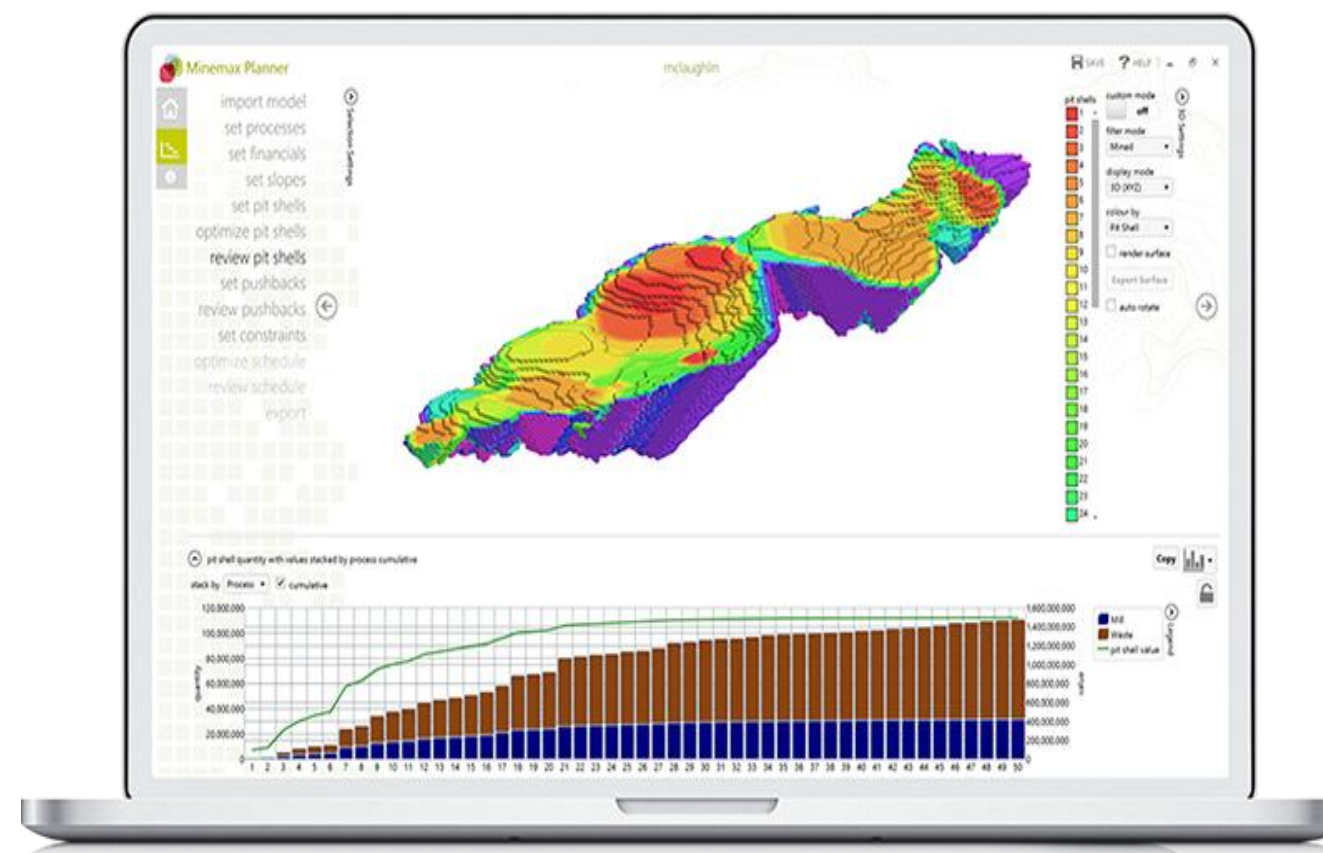 Minemax Planner
mclaughlin
SAVE
? HELP
import model
set processes
set financials
set slopes
set pit shells
optimize pit shells
review pit shells
set pushbacks
review pushbacks
set constraints
optimize schedule
review schedule
export
Selection Settings
pit shells
1
2
3
4
5
6
7
8
9
10
11
12
13
14
15
16
17
18
19
20
21
22
23
24
custom mode
off
filter mode
Mined
display mode
3D (XYZ)
colour by
Pit Shell
render surface
Export Surface
auto rotate
3D Settings
pit shell quantity with values stacked by process cumulative
Copy
stack by Process cumulative
120,000,000
100,000,000
80,000,000
60,000,000
40,000,000
20,000,000
0
quantity
1,600,000,000
1,400,000,000
1,200,000,000
1,000,000,000
800,000,000
600,000,000
400,000,000
200,000,000
0
value
Mill
Waste
pit shell value
Legend
1 2 3 4 5 6 7 8 9 10 11 12 13 14 15 16 17 18 19 20 21 22 23 24 25 26 27 28 29 30 31 32 33 34 35 36 37 38 39 40 41 42 43 44 45 46 47 48 49 50